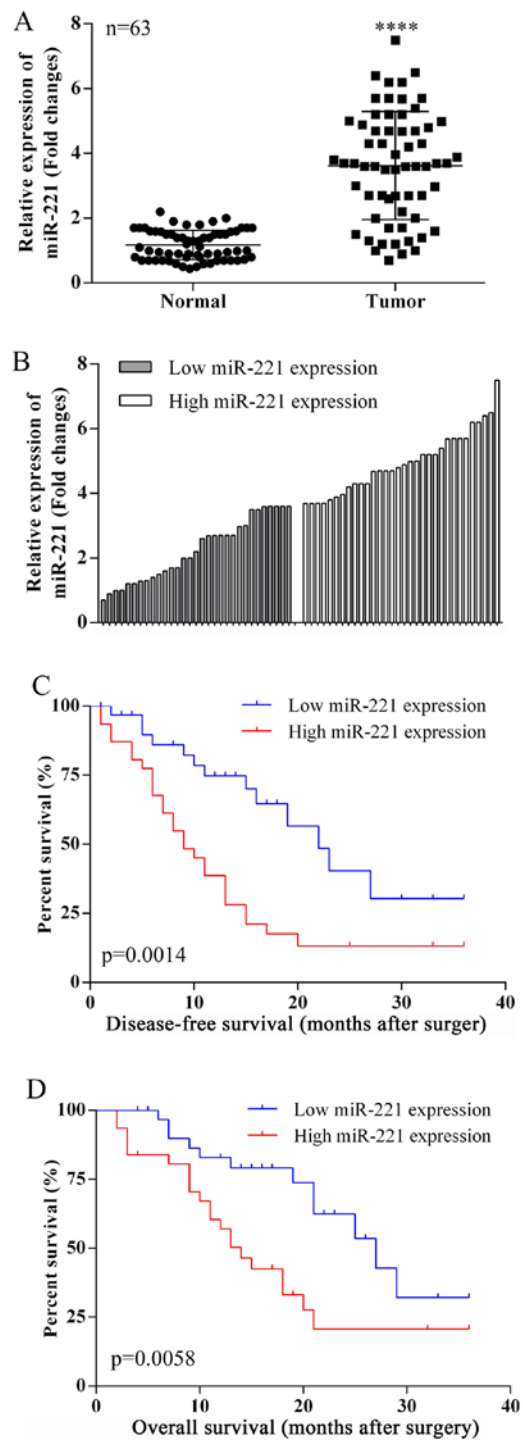 A
n=63
****
Relative expression of
miR-221 (Fold changes)
8
6
4
2
0
Normal
Tumor
B
Low miR-221 expression
High miR-221 expression
Relative expression of
miR-221 (Fold changes)
8
6
4
2
0
C
Low miR-221 expression
High miR-221 expression
Percent survival (%)
100
75
50
25
0
p=0.0014
0 10 20 30 40
Disease-free survival (months after surger)
D
Low miR-221 expression
High miR-221 expression
Percent survival (%)
100
75
50
25
0
p=0.0058
0 10 20 30 40
Overall survival (months after surgery)